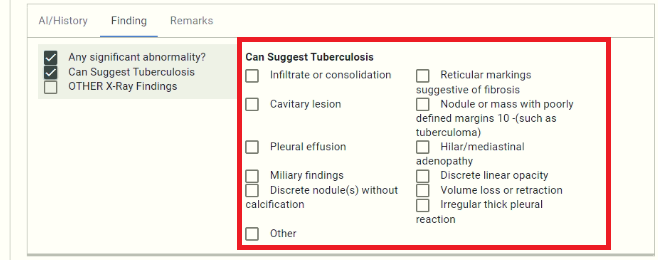 AI/History Finding Remarks
Any significant abnormality?
Can Suggest Tuberculosis
OTHER X-Ray Findings
Can Suggest Tuberculosis
Infiltrate or consolidation
Reticular markings
suggestive of fibrosis
Cavitary lesion
Nodule or mass with poorly
defined margins 10 -(such as
tuberculoma)
Pleural effusion
Hilar/mediastinal
adenopathy
Miliary findings
Discrete linear opacity
Discrete nodule(s) without
calcification
Volume loss or retraction
Irregular thick pleural
reaction
Other